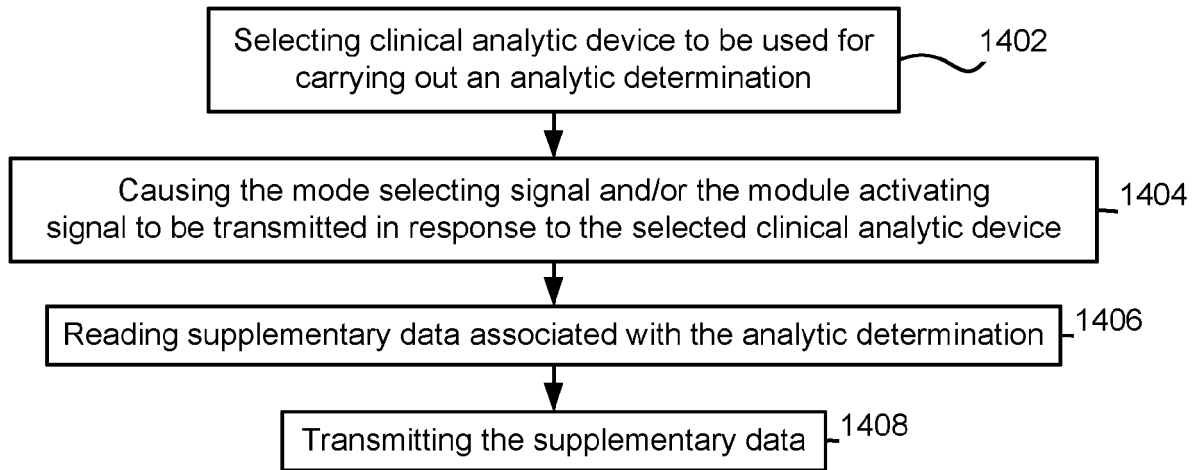 Selecting clinical analytic device to be used for
carrying out an analytic determination
1402
Causing the mode selecting signal and/or the module activating
signal to be transmitted in response to the selected clinical analytic device
1404
Reading supplementary data associated with the analytic determination
1406
Transmitting the supplementary data
1408